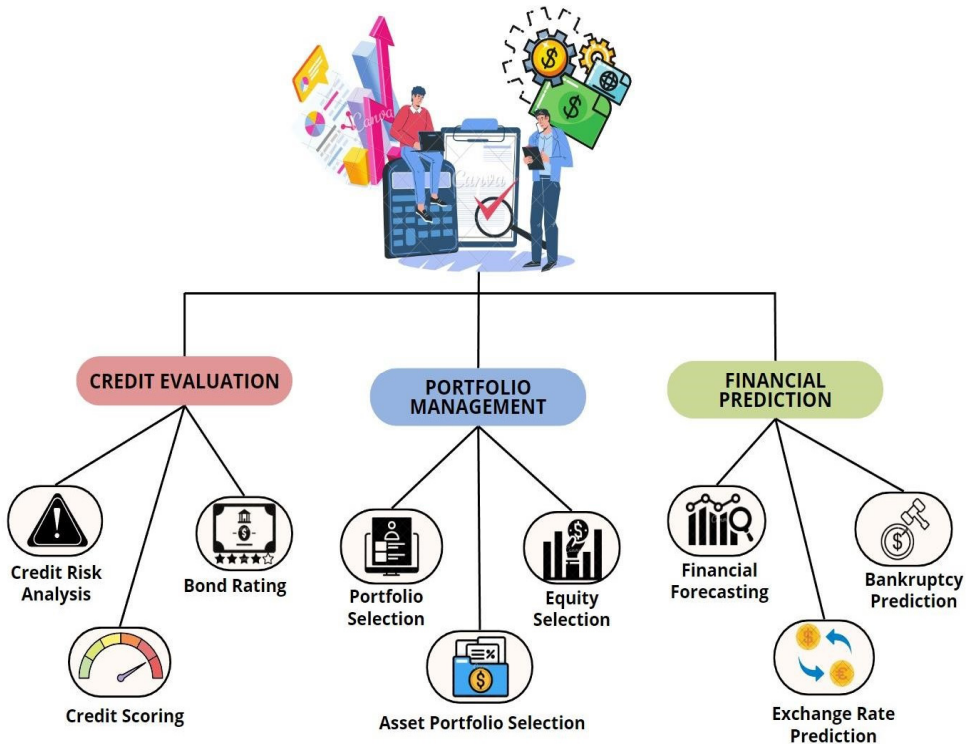 Canva
Canva
CREDIT EVALUATION
PORTFOLIO
MANAGEMENT
FINANCIAL
PREDICTION
Credit Risk
Analysis
Bond Rating
Credit Scoring
Portfolio
Selection
Equity
Selection
Asset Portfolio Selection
Financial
Forecasting
Bankruptcy
Prediction
Exchange Rate
Prediction